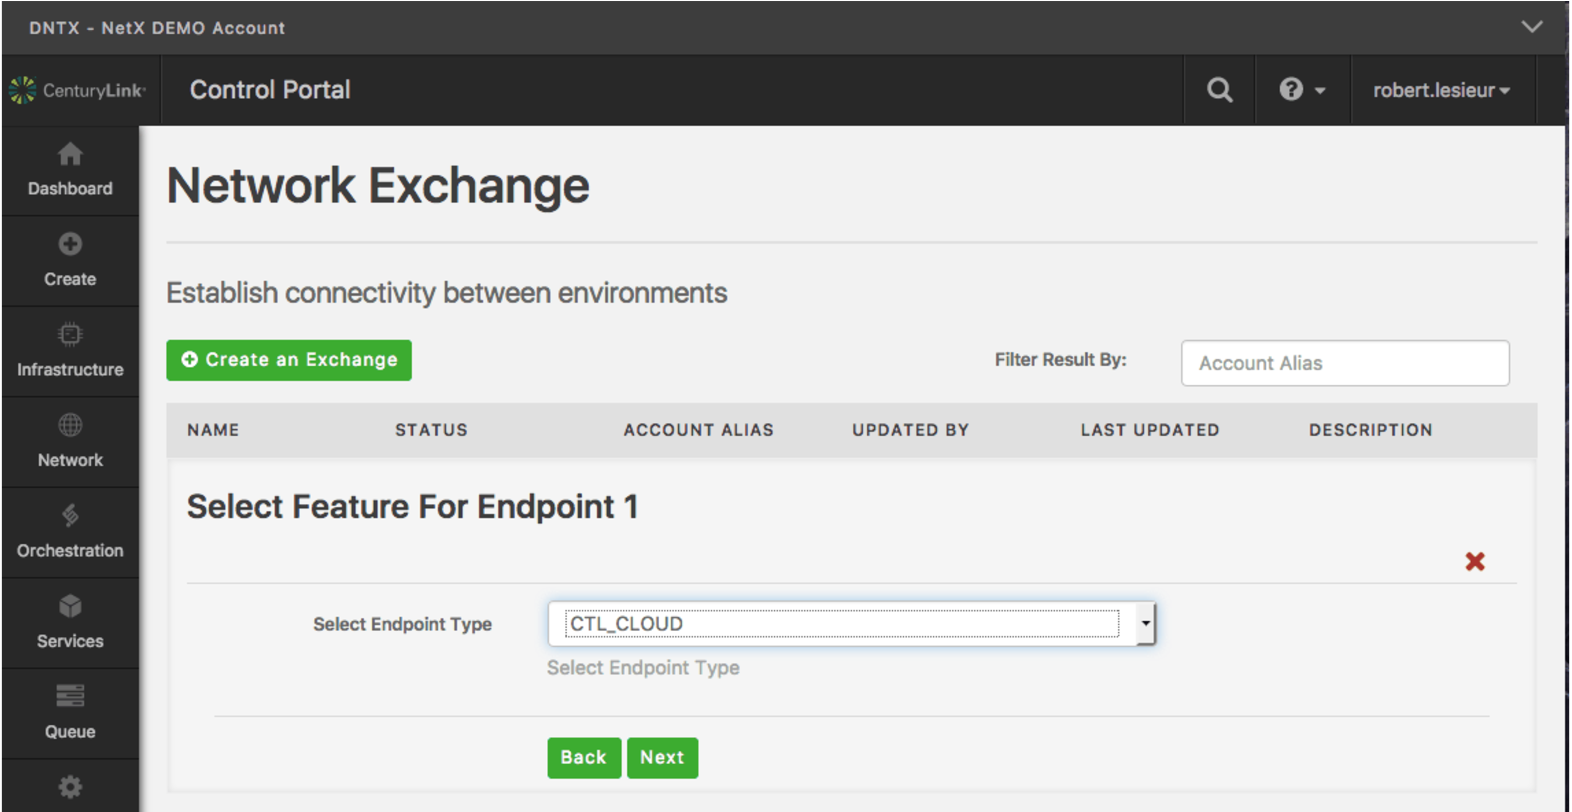 DNTX - NetX DEMO Account
CenturyLink
Control Portal
robert.lesieur
Dashboard
Create
Infrastructure
Network
Orchestration
Services
Queue
Network Exchange
Establish connectivity between environments
Create an Exchange
Filter Result By:
Account Alias
NAME STATUS ACCOUNT ALIAS UPDATED BY LAST UPDATED DESCRIPTION
Select Feature For Endpoint 1
Select Endpoint Type
CTL_CLOUD
Select Endpoint Type
Back
Next